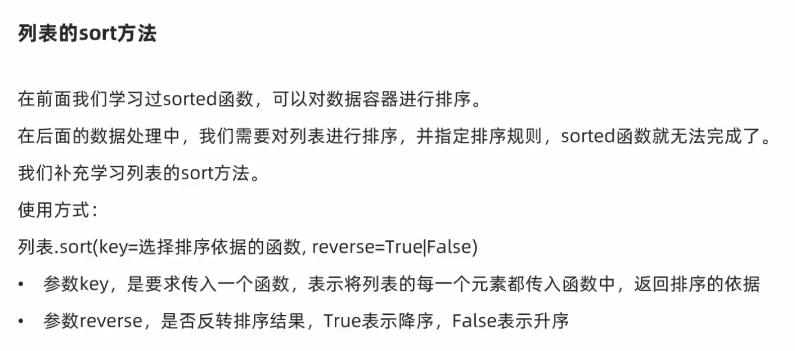 列表的sort方法
在前面我们学习过sorted函数，可以对数据容器进行排序。
在后面的数据处理中，我们需要对列表进行排序，并指定排序规则，sorted函数就无法完成了。
我们补充学习列表的sort方法。
使用方式：
列表.sort(key=选择排序依据的函数, reverse=True|False)
• 参数key，是要求传入一个函数，表示将列表的每一个元素都传入函数中，返回排序的依据
• 参数reverse，是否反转排序结果，True表示降序，False表示升序